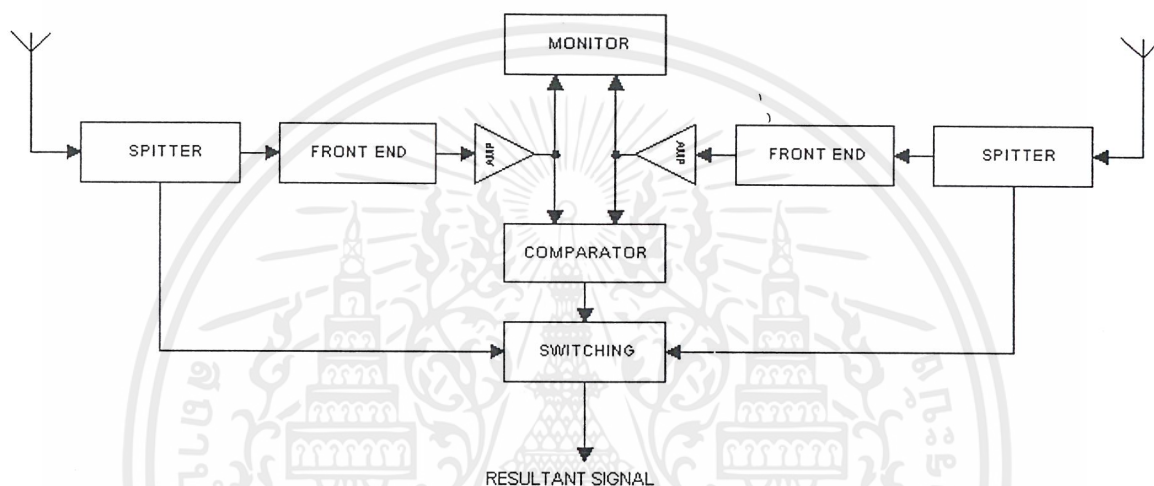 MONITOR
SPITTER
FRONT END
AMP
AMP
FRONT END
SPITTER
COMPARATOR
SWITCHING
RESULTANT SIGNAL